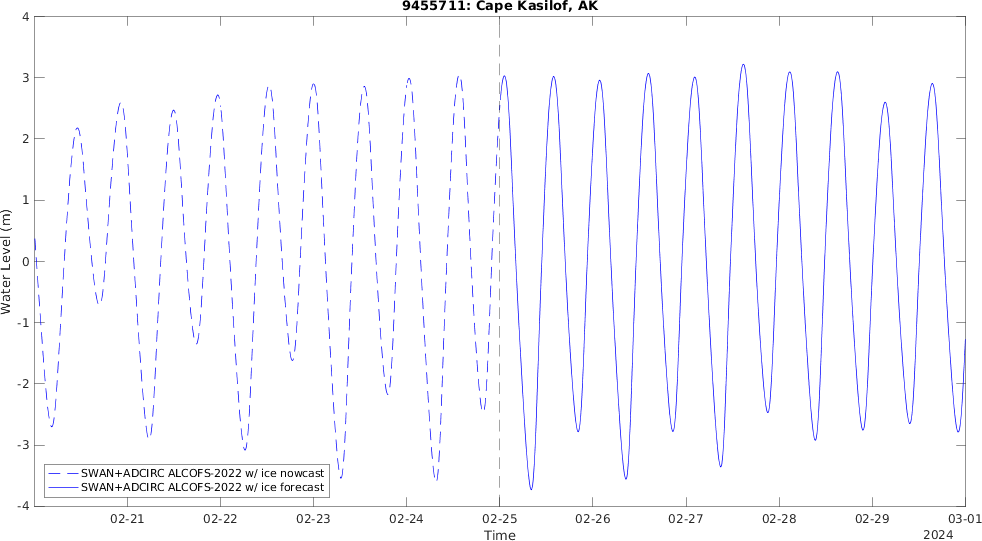 9455711: Cape Kasilof, AK
Water Level (m)
4
3
2
1
0
-1
-2
-3
-4
SWAN+ADCIRC ALCOFS-2022 w/ ice nowcast
SWAN+ADCIRC ALCOFS-2022 w/ ice forecast
02-21 02-22 02-23 02-24 02-25 02-26 02-27 02-28 02-29 03-01
Time
2024